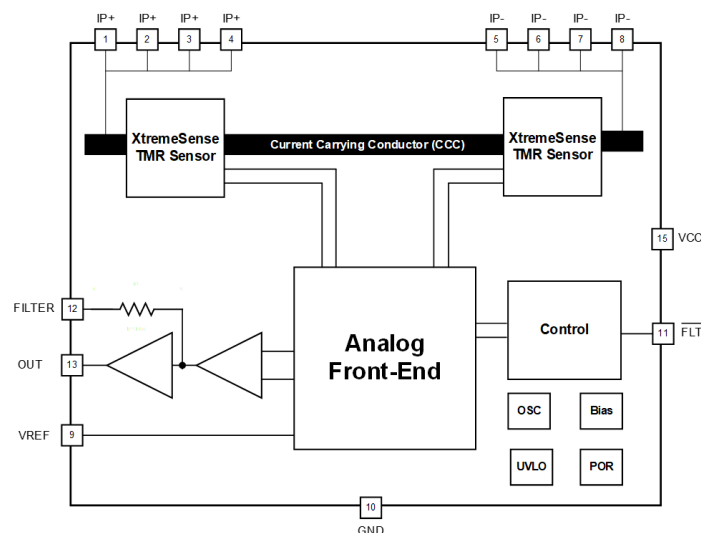 IP+ IP+ IP+ IP+ IP- IP- IP- IP-
1 2 3 4 5 6 7 8
XtremeSense
TMR Sensor
Current Carrying Conductor (CCC)
XtremeSense
TMR Sensor
15 VCC
FILTER 12
Analog
Front-End
Control
11 FLT
OUT 13
OSC Bias
VREF 9
UVLO POR
10
GND